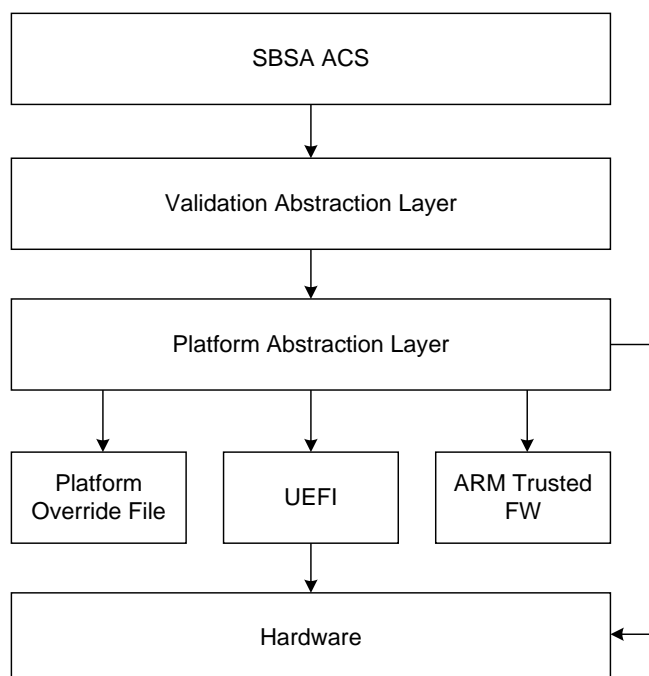 SBSA ACS
Validation Abstraction Layer
Platform Abstraction Layer
Platform
Override File
UEFI
ARM Trusted
FW
Hardware